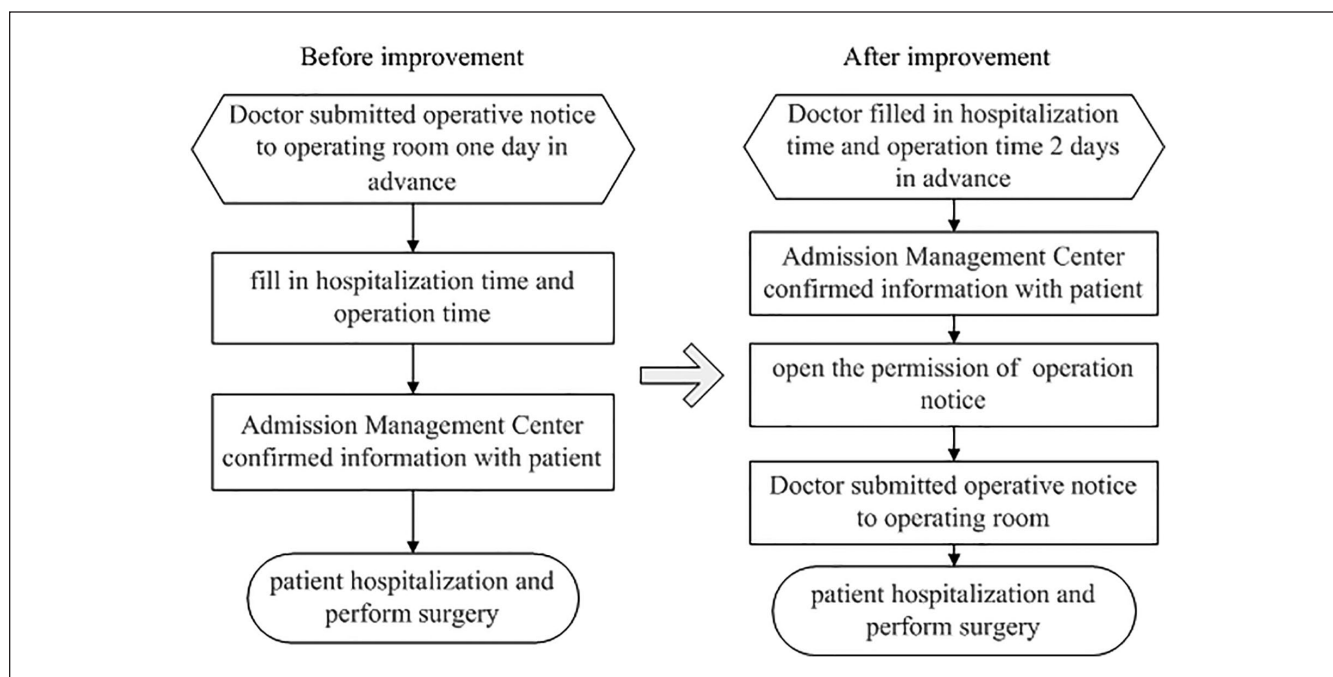 Before improvement
Doctor submitted operative notice
to operating room one day in
advance
fill in hospitalization time and
operation time
Admission Management Center
confirmed information with patient
patient hospitalization and
perform surgery
After improvement
Doctor filled in hospitalization
time and operation time 2 days
in advance
Admission Management Center
confirmed information with patient
open the permission of operation
notice
Doctor submitted operative notice
to operating room
patient hospitalization and
perform surgery